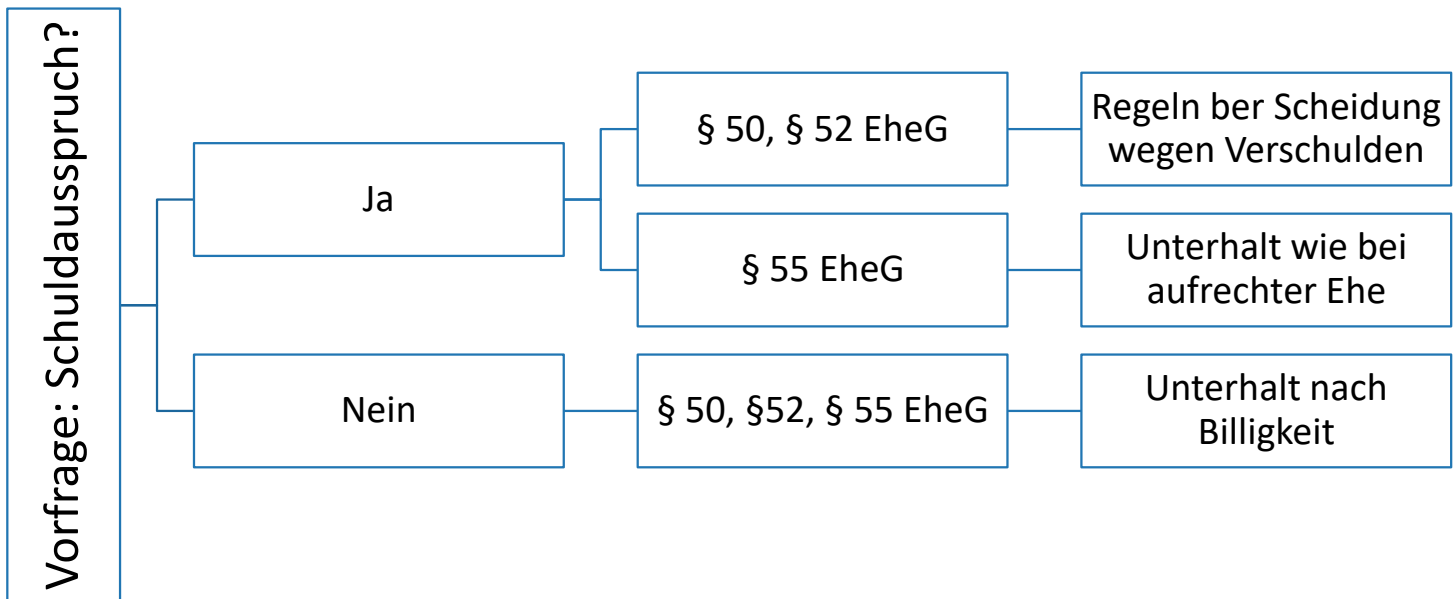 Vorfrage: Schuldausspruch?
Ja
§ 50, § 52 EheG
Regeln ber Scheidung
wegen Verschulden
§ 55 EheG
Unterhalt wie bei
aufrechter Ehe
Nein
§ 50, §52, § 55 EheG
Unterhalt nach
Billigkeit